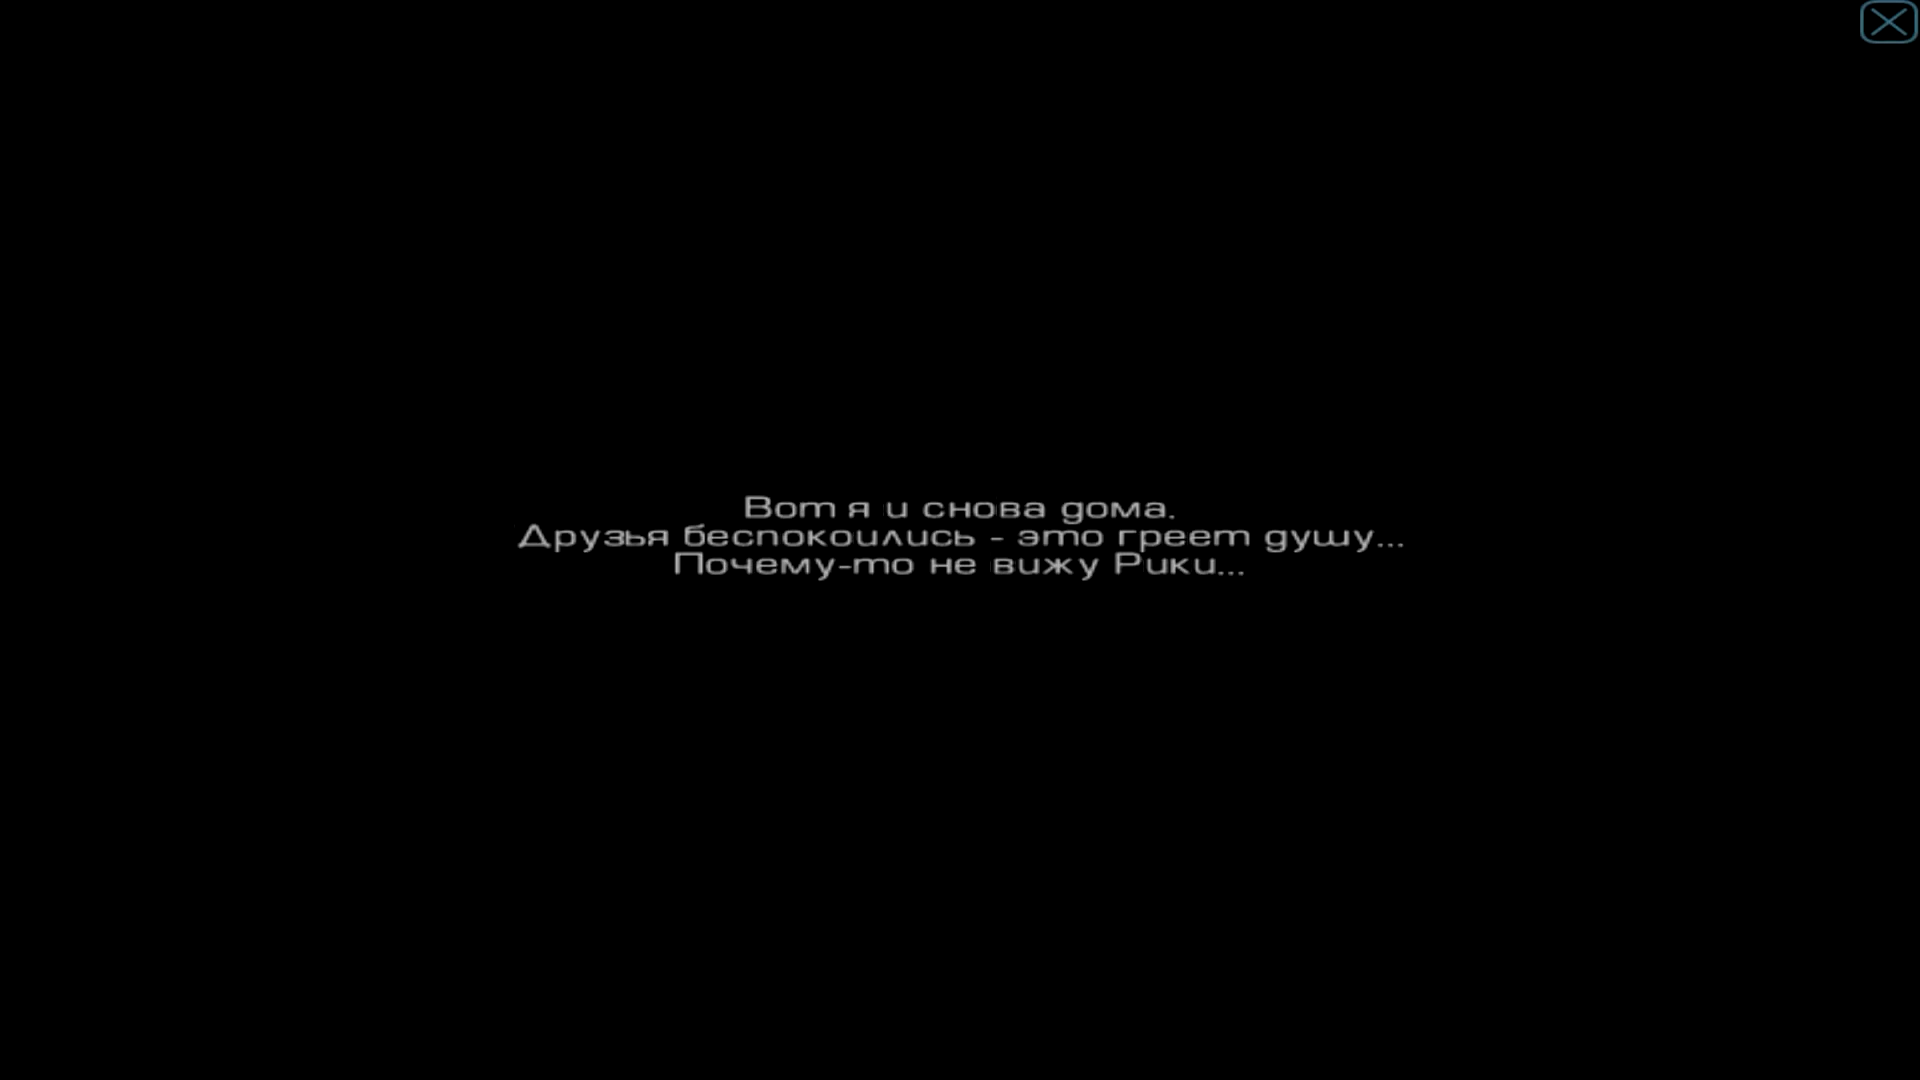 Вот я и снова дома.
Друзья беспокоились - это греет душу...
Почему-то не вижу Рики...